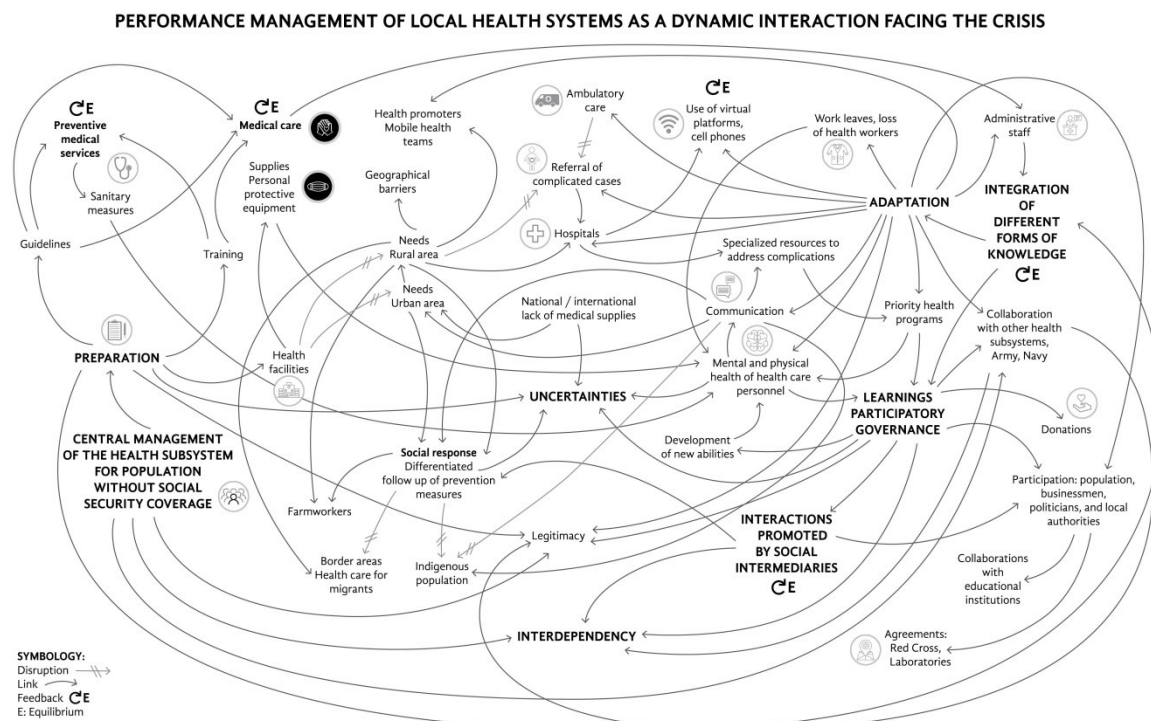 PERFORMANCE MANAGEMENT OF LOCAL HEALTH SYSTEMS AS A DYNAMIC INTERACTION FACING THE CRISIS
E
Preventive
medical
services
Sanitary
measures
Guidelines
Training
E
Medical care
Supplies
Personal
protective
equipment
Health promoters
Mobile health
teams
Geographical
barriers
Needs
Rural area
Needs
Urban area
Ambulatory
care
Referral of
complicated cases
Hospitals
National / international
lack of medical supplies
E
Use of virtual
platforms,
cell phones
Specialized resources to
address complications
Communication
Work leaves, loss
of health workers
ADAPTATION
Administrative
staff
INTEGRATION
OF
DIFFERENT
FORMS OF
KNOWLEDGE
E
Priority health
programs
Collaboration
with other health
subsystems,
Army, Navy
PREPARATION
Health
facilities
UNCERTAINTIES
Mental and physical
health of health care
personnel
LEARNINGS
PARTICIPATORY
GOVERNANCE
Donations
CENTRAL MANAGEMENT
OF THE HEALTH SUBSYSTEM
FOR POPULATION
WITHOUT SOCIAL
SECURITY COVERAGE
Social response
Differentiated
follow up of prevention
measures
Development
of new abilities
Participation: population,
businessmen,
politicians, and local
authorities
Farmworkers
Border areas
Health care for
migrants
Indigenous
population
Legitimacy
INTERACTIONS
PROMOTED
BY SOCIAL
INTERMEDIARIES
E
Collaborations
with
educational
institutions
INTERDEPENDENCY
Agreements:
Red Cross,
Laboratories
SYMBOLOGY:
Disruption
Link
Feedback E
E: Equilibrium